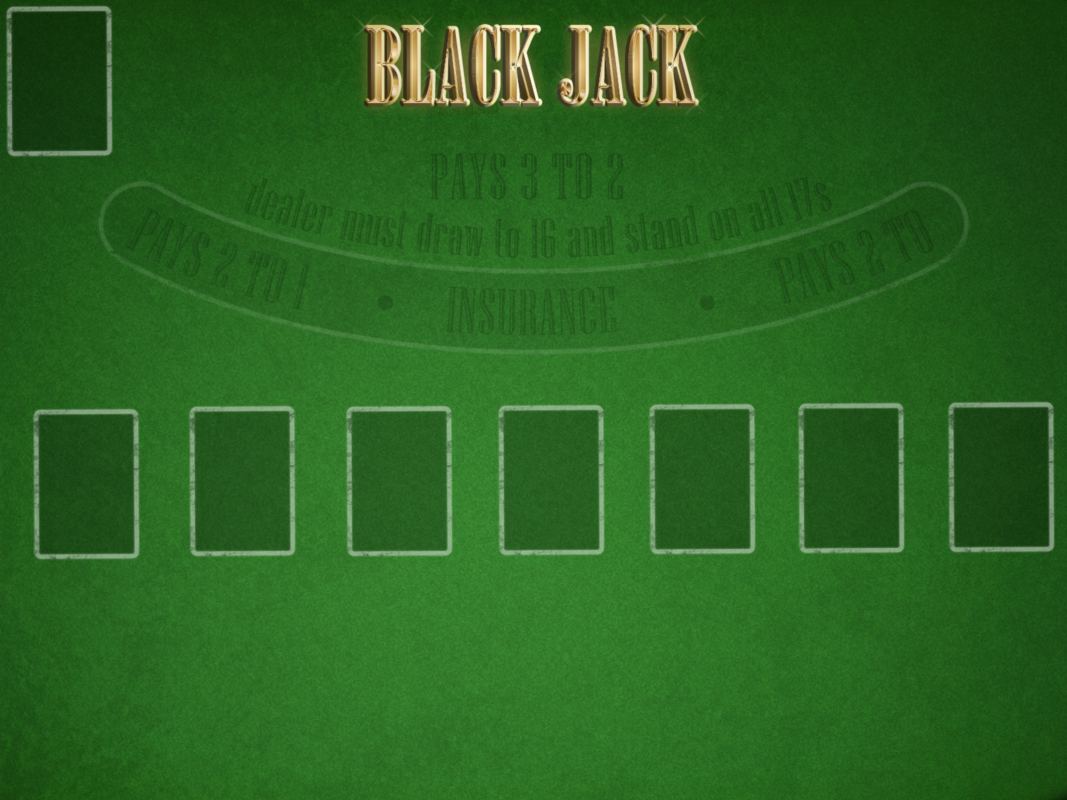 BLACK JACK
PAYS 3 TO 2
dealer must draw to 16 and stand on all 17s
PAYS 2 TO 1 • INSURANCE • PAYS 2 TO